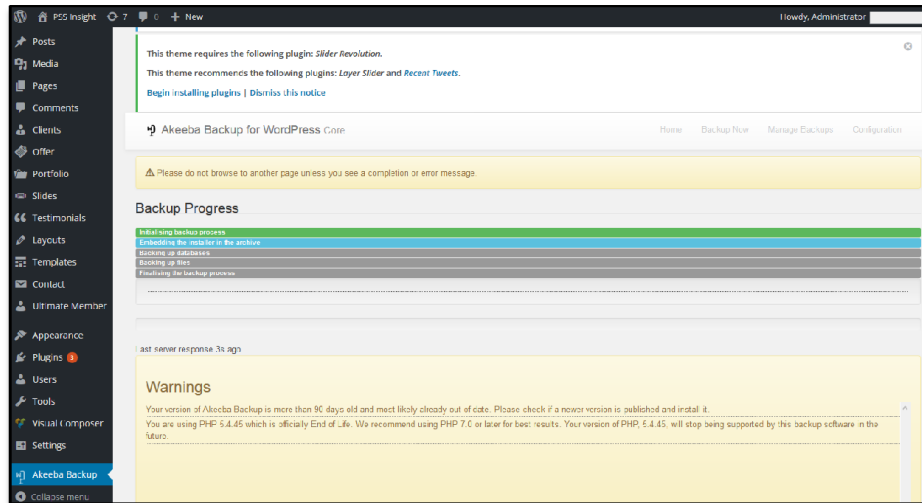 PSS Insight 7 0 New Howdy, Administrator
Posts
Media
Pages
Comments
Clients
Offer
Portfolio
Slides
Testimonials
Layouts
Templates
Contact
Ultimate Member
Appearance
Plugins 3
Users
Tools
Visual Composer
Settings
Akeeba Backup
Collapse menu
This theme requires the following plugin: Slider Revolution.
This theme recommends the following plugins: Layer Slider and Recent Tweets.
Begin installing plugins | Dismiss this notice
Akeeba Backup for WordPress Core
Home Backup Now Manage Backups Configuration
Please do not browse to another page unless you see a completion or error message.
Backup Progress
Initialising backup process
Embedding the installer in the archive
Backing up databases
Backing up files
Finalising the backup process
Last server response 3s ago
Warnings
Your version of Akeeba Backup is more than 90 days old and most likely already out of date. Please check if a newer version is published and install it.
You are using PHP 5.4.45 which is officially End of Life. We recommend using PHP 7.0 or later for best results. Your version of PHP, 5.4.45, will stop being supported by this backup software in the
future.